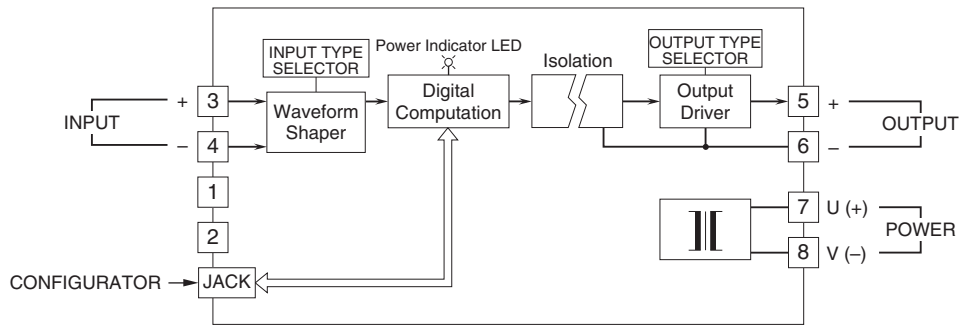 INPUT TYPE
SELECTOR
Power Indicator LED
Isolation
OUTPUT TYPE
SELECTOR
INPUT
+
3
–
4
Waveform
Shaper
Digital
Computation
Output
Driver
5
+
6
–
OUTPUT
1
2
7
U (+)
8
V (–)
POWER
CONFIGURATOR
JACK